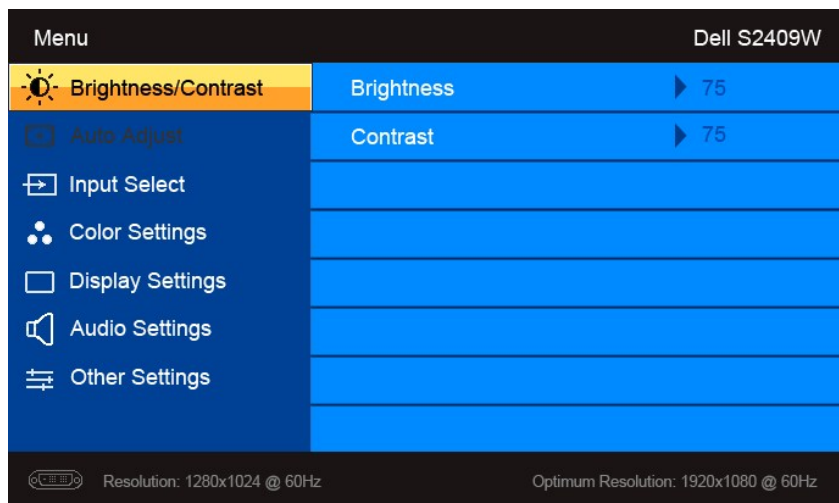 Menu Dell S2409W
Brightness/Contrast Brightness 75
Auto Adjust Contrast 75
Input Select
Color Settings
Display Settings
Audio Settings
Other Settings
Resolution: 1280x1024 @ 60Hz Optimum Resolution: 1920x1080 @ 60Hz